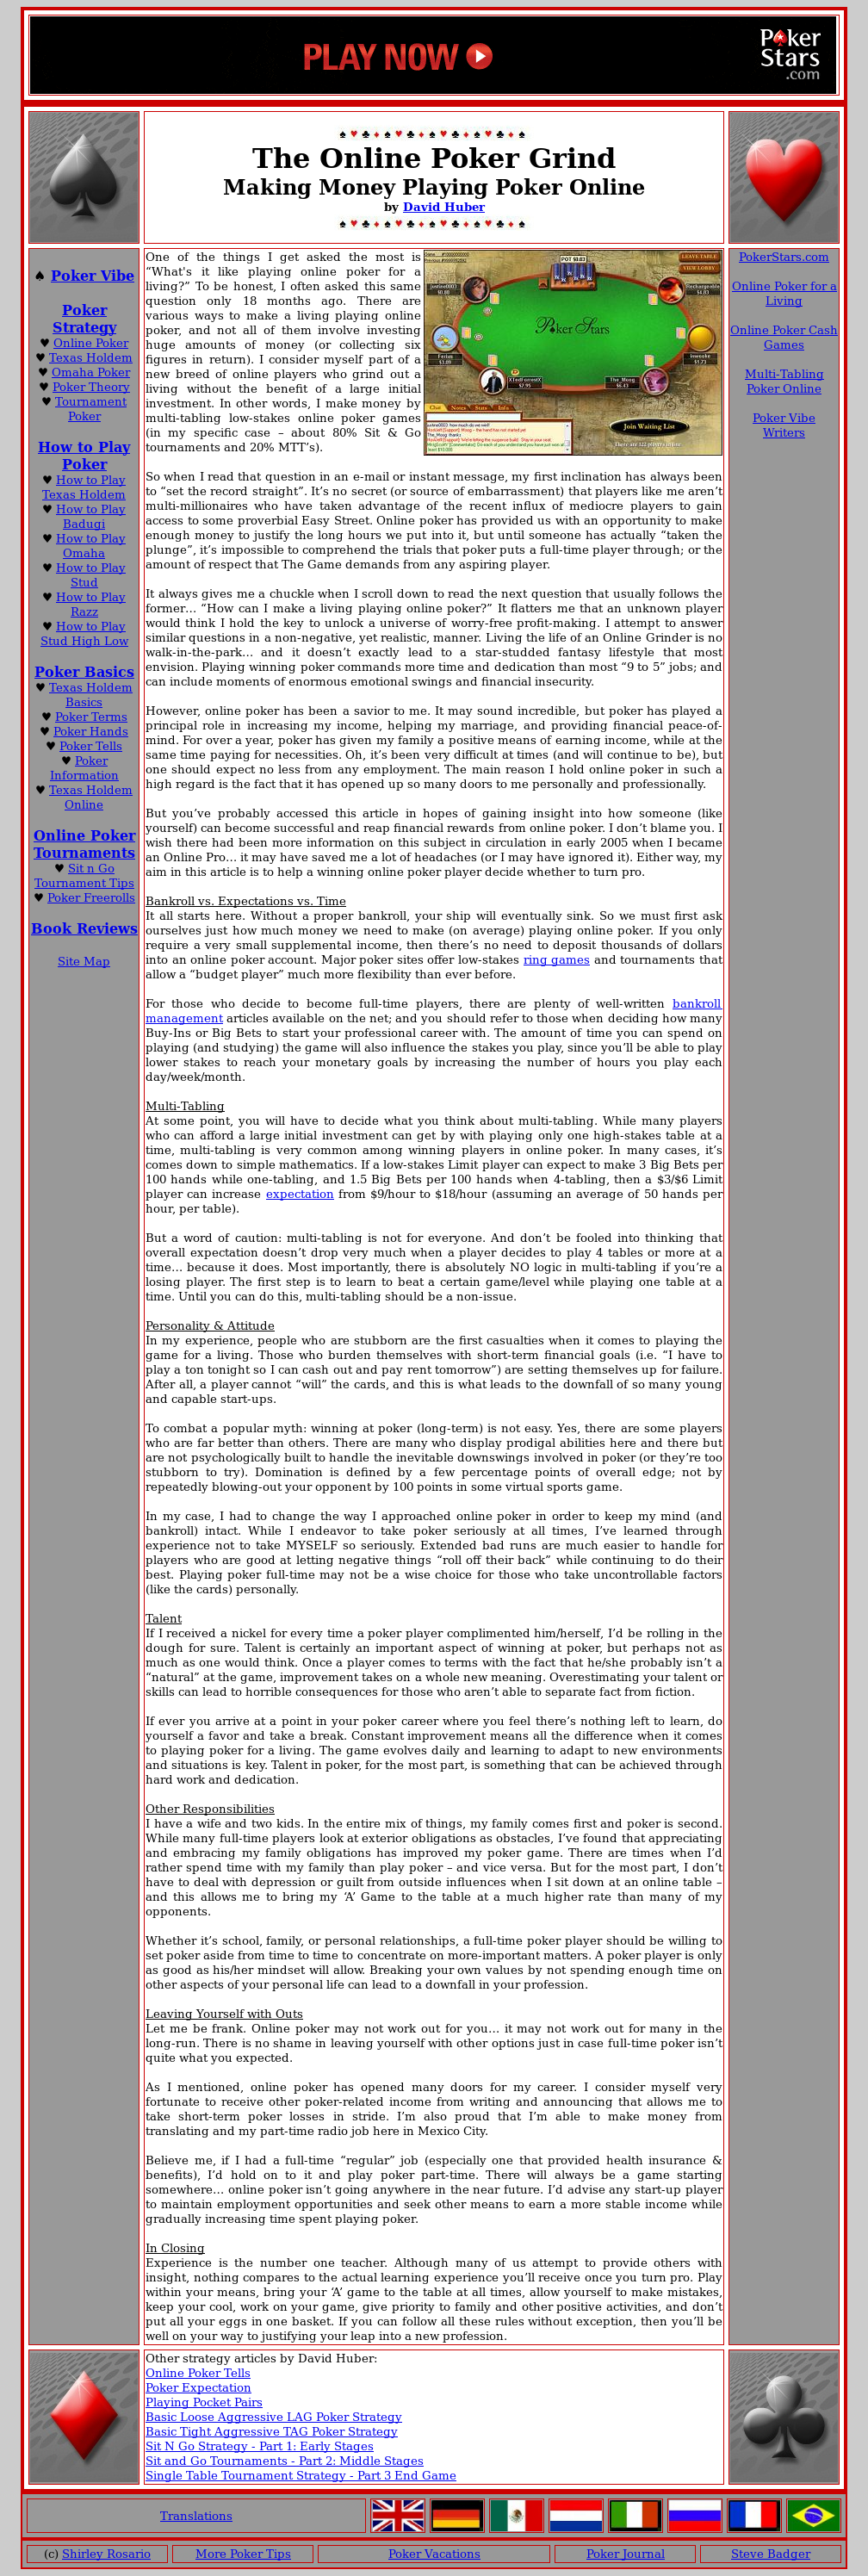 PLAY NOW
PokerStars.com
♠ ♥ ♣ ♦ ♠ ♥ ♣ ♦ ♠ ♥ ♣ ♦ ♠ ♥ ♣ ♦ ♠
The Online Poker Grind
Making Money Playing Poker Online
by David Huber
♠ ♥ ♣ ♦ ♠ ♥ ♣ ♦ ♠ ♥ ♣ ♦ ♠ ♥ ♣ ♦ ♠
♠ Poker Vibe
Poker
Strategy
♥ Online Poker
♥ Texas Holdem
♥ Omaha Poker
♥ Poker Theory
♥ Tournament
Poker
How to Play
Poker
♥ How to Play
Texas Holdem
♥ How to Play
Badugi
♥ How to Play
Omaha
♥ How to Play
Stud
♥ How to Play
Razz
♥ How to Play
Stud High Low
Poker Basics
♥ Texas Holdem
Basics
♥ Poker Terms
♥ Poker Hands
♥ Poker Tells
♥ Poker
Information
♥ Texas Holdem
Online
Online Poker
Tournaments
♥ Sit n Go
Tournament Tips
♥ Poker Freerolls
Book Reviews
Site Map
One of the things I get asked the most is
“What's it like playing online poker for a
living?” To be honest, I often asked this same
question only 18 months ago. There are
various ways to make a living playing online
poker, and not all of them involve investing
huge amounts of money (or collecting six
figures in return). I consider myself part of a
new breed of online players who grind out a
living without the benefit of a large initial
investment. In other words, I make money by
multi-tabling low-stakes online poker games
(in my specific case – about 80% Sit & Go
tournaments and 20% MTT’s).
LEAVE TABLE
VIEW LOBBY
POT $0.03
Poker Stars
Join Waiting List
So when I read that question in an e-mail or instant message, my first inclination has always been
to “set the record straight”. It’s no secret (or source of embarrassment) that players like me aren’t
multi-millionaires who have taken advantage of the recent influx of mediocre players to gain
access to some proverbial Easy Street. Online poker has provided us with an opportunity to make
enough money to justify the long hours we put into it, but until someone has actually “taken the
plunge”, it’s impossible to comprehend the trials that poker puts a full-time player through; or the
amount of respect that The Game demands from any aspiring player.
It always gives me a chuckle when I scroll down to read the next question that usually follows the
former… “How can I make a living playing online poker?” It flatters me that an unknown player
would think I hold the key to unlock a universe of worry-free profit-making. I attempt to answer
similar questions in a non-negative, yet realistic, manner. Living the life of an Online Grinder is no
walk-in-the-park… and it doesn’t exactly lead to a star-studded fantasy lifestyle that most
envision. Playing winning poker commands more time and dedication than most “9 to 5” jobs; and
can include moments of enormous emotional swings and financial insecurity.
However, online poker has been a savior to me. It may sound incredible, but poker has played a
principal role in increasing my income, helping my marriage, and providing financial peace-of-
mind. For over a year, poker has given my family a positive means of earning income, while at the
same time paying for necessities. Oh, it’s been very difficult at times (and will continue to be), but
one should expect no less from any employment. The main reason I hold online poker in such a
high regard is the fact that it has opened up so many doors to me personally and professionally.
But you’ve probably accessed this article in hopes of gaining insight into how someone (like
yourself) can become successful and reap financial rewards from online poker. I don’t blame you. I
wish there had been more information on this subject in circulation in early 2005 when I became
an Online Pro… it may have saved me a lot of headaches (or I may have ignored it). Either way, my
aim in this article is to help a winning online poker player decide whether to turn pro.
Bankroll vs. Expectations vs. Time
It all starts here. Without a proper bankroll, your ship will eventually sink. So we must first ask
ourselves just how much money we need to make (on average) playing online poker. If you only
require a very small supplemental income, then there’s no need to deposit thousands of dollars
into an online poker account. Major poker sites offer low-stakes ring games and tournaments that
allow a “budget player” much more flexibility than ever before.
For those who decide to become full-time players, there are plenty of well-written bankroll
management articles available on the net; and you should refer to those when deciding how many
Buy-Ins or Big Bets to start your professional career with. The amount of time you can spend on
playing (and studying) the game will also influence the stakes you play, since you’ll be able to play
lower stakes to reach your monetary goals by increasing the number of hours you play each
day/week/month.
Multi-Tabling
At some point, you will have to decide what you think about multi-tabling. While many players
who can afford a large initial investment can get by with playing only one high-stakes table at a
time, multi-tabling is very common among winning players in online poker. In many cases, it’s
comes down to simple mathematics. If a low-stakes Limit player can expect to make 3 Big Bets per
100 hands while one-tabling, and 1.5 Big Bets per 100 hands when 4-tabling, then a $3/$6 Limit
player can increase expectation from $9/hour to $18/hour (assuming an average of 50 hands per
hour, per table).
But a word of caution: multi-tabling is not for everyone. And don’t be fooled into thinking that
overall expectation doesn’t drop very much when a player decides to play 4 tables or more at a
time… because it does. Most importantly, there is absolutely NO logic in multi-tabling if you’re a
losing player. The first step is to learn to beat a certain game/level while playing one table at a
time. Until you can do this, multi-tabling should be a non-issue.
Personality & Attitude
In my experience, people who are stubborn are the first casualties when it comes to playing the
game for a living. Those who burden themselves with short-term financial goals (i.e. “I have to
play a ton tonight so I can cash out and pay rent tomorrow”) are setting themselves up for failure.
After all, a player cannot “will” the cards, and this is what leads to the downfall of so many young
and capable start-ups.
To combat a popular myth: winning at poker (long-term) is not easy. Yes, there are some players
who are far better than others. There are many who display prodigal abilities here and there but
are not psychologically built to handle the inevitable downswings involved in poker (or they’re too
stubborn to try). Domination is defined by a few percentage points of overall edge; not by
repeatedly blowing-out your opponent by 100 points in some virtual sports game.
In my case, I had to change the way I approached online poker in order to keep my mind (and
bankroll) intact. While I endeavor to take poker seriously at all times, I’ve learned through
experience not to take MYSELF so seriously. Extended bad runs are much easier to handle for
players who are good at letting negative things “roll off their back” while continuing to do their
best. Playing poker full-time may not be a wise choice for those who take uncontrollable factors
(like the cards) personally.
Talent
If I received a nickel for every time a poker player complimented him/herself, I’d be rolling in the
dough for sure. Talent is certainly an important aspect of winning at poker, but perhaps not as
much as one would think. Once a player comes to terms with the fact that he/she probably isn’t a
“natural” at the game, improvement takes on a whole new meaning. Overestimating your talent or
skills can lead to horrible consequences for those who aren’t able to separate fact from fiction.
If ever you arrive at a point in your poker career where you feel there’s nothing left to learn, do
yourself a favor and take a break. Constant improvement means all the difference when it comes
to playing poker for a living. The game evolves daily and learning to adapt to new environments
and situations is key. Talent in poker, for the most part, is something that can be achieved through
hard work and dedication.
Other Responsibilities
I have a wife and two kids. In the entire mix of things, my family comes first and poker is second.
While many full-time players look at exterior obligations as obstacles, I’ve found that appreciating
and embracing my family obligations has improved my poker game. There are times when I’d
rather spend time with my family than play poker – and vice versa. But for the most part, I don’t
have to deal with depression or guilt from outside influences when I sit down at an online table –
and this allows me to bring my ‘A’ Game to the table at a much higher rate than many of my
opponents.
Whether it’s school, family, or personal relationships, a full-time poker player should be willing to
set poker aside from time to time to concentrate on more-important matters. A poker player is only
as good as his/her mindset will allow. Breaking your own values by not spending enough time on
other aspects of your personal life can lead to a downfall in your profession.
Leaving Yourself with Outs
Let me be frank. Online poker may not work out for you… it may not work out for many in the
long-run. There is no shame in leaving yourself with other options just in case full-time poker isn’t
quite what you expected.
As I mentioned, online poker has opened many doors for my career. I consider myself very
fortunate to receive other poker-related income from writing and announcing that allows me to
take short-term poker losses in stride. I’m also proud that I’m able to make money from
translating and my part-time radio job here in Mexico City.
Believe me, if I had a full-time “regular” job (especially one that provided health insurance &
benefits), I’d hold on to it and play poker part-time. There will always be a game starting
somewhere… online poker isn’t going anywhere in the near future. I’d advise any start-up player
to maintain employment opportunities and seek other means to earn a more stable income while
gradually increasing time spent playing poker.
In Closing
Experience is the number one teacher. Although many of us attempt to provide others with
insight, nothing compares to the actual learning experience you’ll receive once you turn pro. Play
within your means, bring your ‘A’ game to the table at all times, allow yourself to make mistakes,
keep your cool, work on your game, give priority to family and other positive activities, and don’t
put all your eggs in one basket. If you can follow all these rules without exception, then you’ll be
well on your way to justifying your leap into a new profession.
PokerStars.com
Online Poker for a
Living
Online Poker Cash
Games
Multi-Tabling
Poker Online
Poker Vibe
Writers
Other strategy articles by David Huber:
Online Poker Tells
Poker Expectation
Playing Pocket Pairs
Basic Loose Aggressive LAG Poker Strategy
Basic Tight Aggressive TAG Poker Strategy
Sit N Go Strategy - Part 1: Early Stages
Sit and Go Tournaments - Part 2: Middle Stages
Single Table Tournament Strategy - Part 3 End Game
Translations
(c) Shirley Rosario
More Poker Tips
Poker Vacations
Poker Journal
Steve Badger